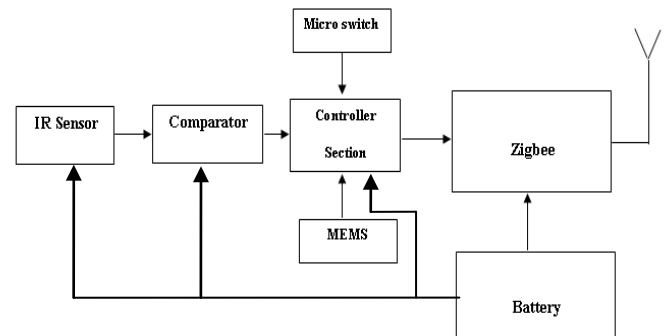 Micro switch
IR Sensor
Comparator
Controller
Section
Zigbee
MEMS
Battery